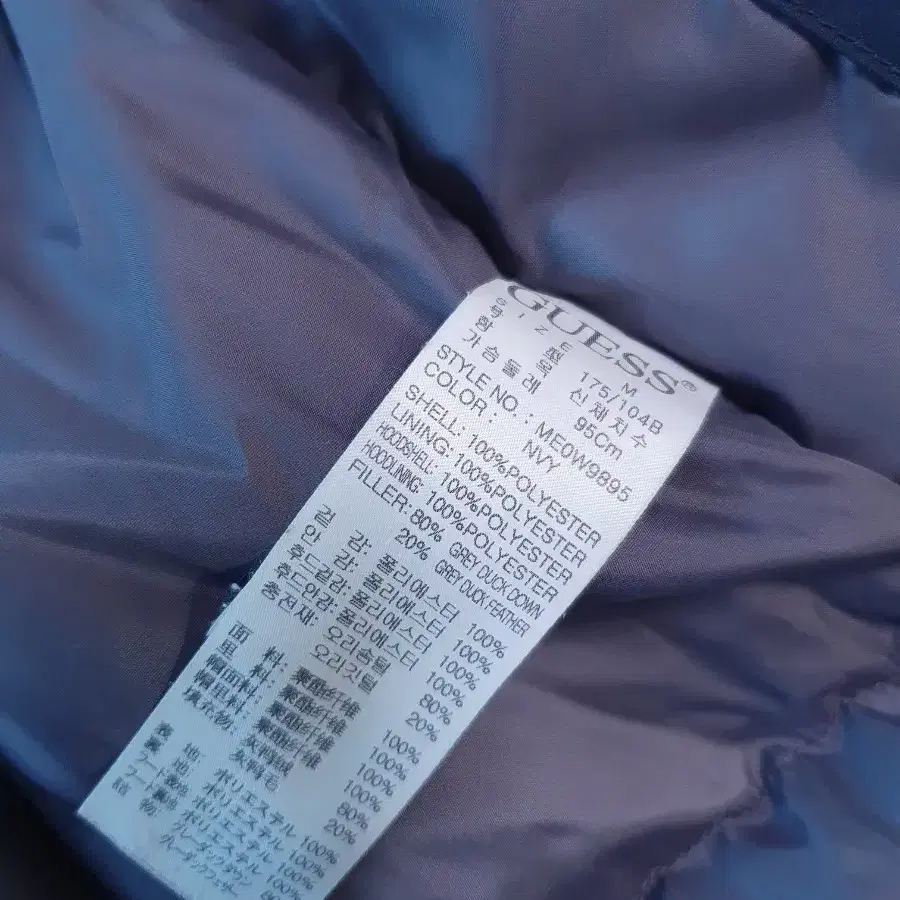 GUESS®
SIZE M
号 型 175/104B
항 목 신체치수
가슴둘레 95Cm
STYLE NO. : ME0W9895
COLOR : NVY
SHELL: 100%POLYESTER
LINING: 100%POLYESTER
HOODSHELL: 100%POLYESTER
HOODLINING: 100%POLYESTER
FILLER: 80% GREY DUCK DOWN
20% GREY DUCK FEATHER
겉 감: 폴리에스터 100%
안 감: 폴리에스터 100%
후드겉감: 폴리에스터 100%
후드안감: 폴리에스터 100%
충전재: 오리솜털 80%
오리깃털 20%
面 料: 聚酯纤维 100%
里 料: 聚酯纤维 100%
帽面料: 聚酯纤维 100%
帽里料: 聚酯纤维 100%
填充物: 灰鸭绒 80%
灰鸭毛 20%
表 地 ポリエステル 100%
裏 地 ポリエステル 100%
フード表地 ポリエステル 100%
フード裏地 ポリエステル 100%
詰 物 グレーダックダウン
グレーダックフェザー